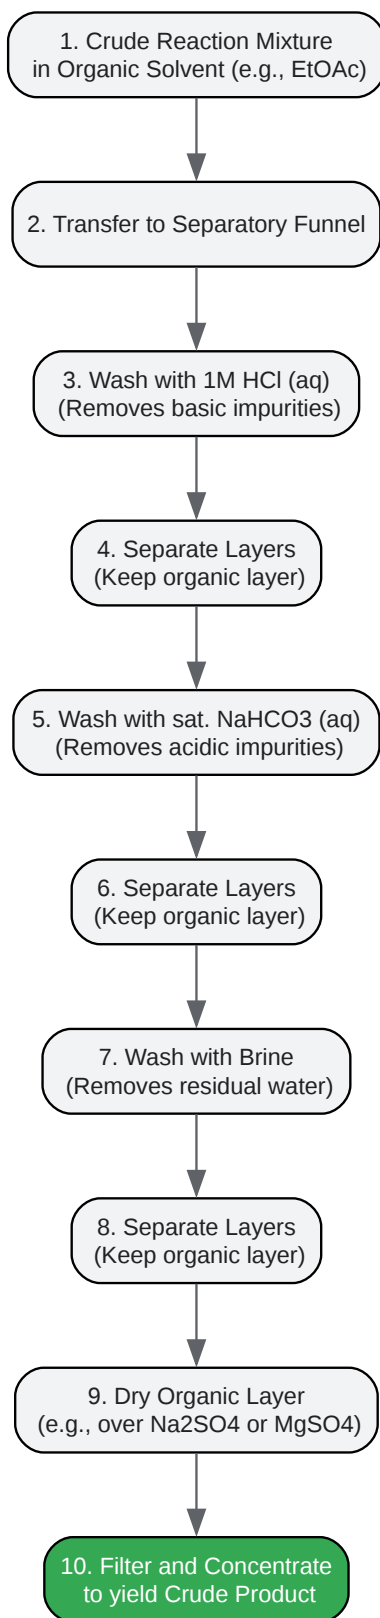 1. Crude Reaction Mixture
in Organic Solvent (e.g., EtOAc)
2. Transfer to Separatory Funnel
3. Wash with 1M HCl (aq)
(Removes basic impurities)
4. Separate Layers
(Keep organic layer)
5. Wash with sat. NaHCO3 (aq)
(Removes acidic impurities)
6. Separate Layers
(Keep organic layer)
7. Wash with Brine
(Removes residual water)
8. Separate Layers
(Keep organic layer)
9. Dry Organic Layer
(e.g., over Na2SO4 or MgSO4)
10. Filter and Concentrate
to yield Crude Product